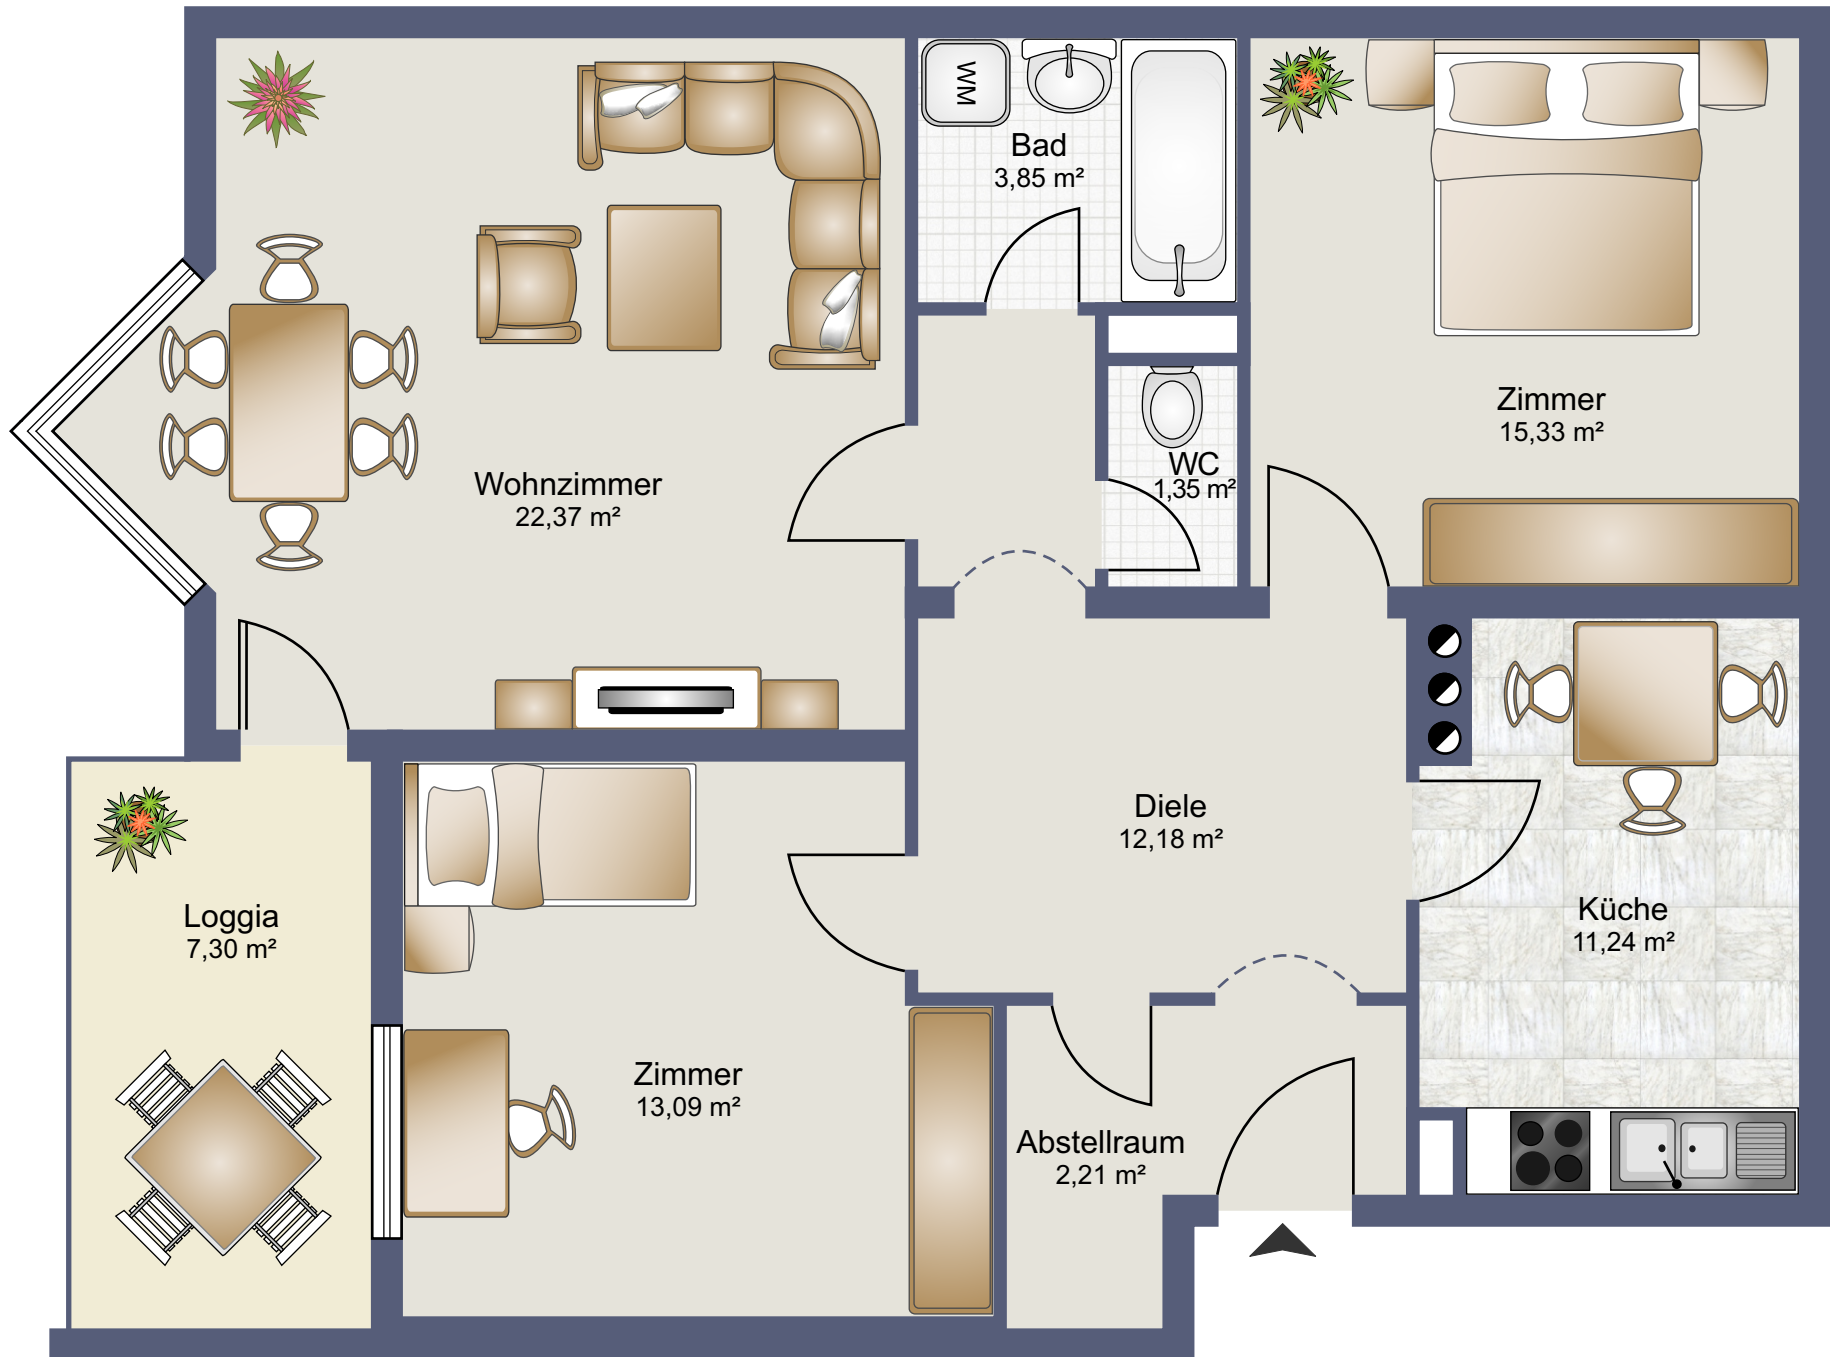 WM
Bad
3,85 m²
Zimmer
15,33 m²
WC
1,35 m²
Wohnzimmer
22,37 m²
Diele
12,18 m²
Küche
11,24 m²
Loggia
7,30 m²
Zimmer
13,09 m²
Abstellraum
2,21 m²